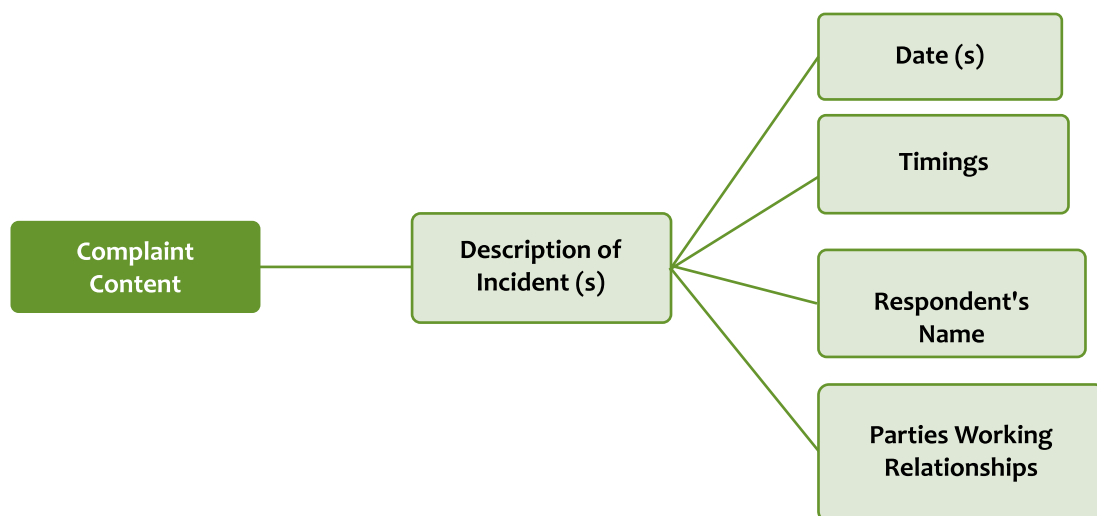 Complaint
Content
Description of
Incident (s)
Date (s)
Timings
Respondent's
Name
Parties Working
Relationships